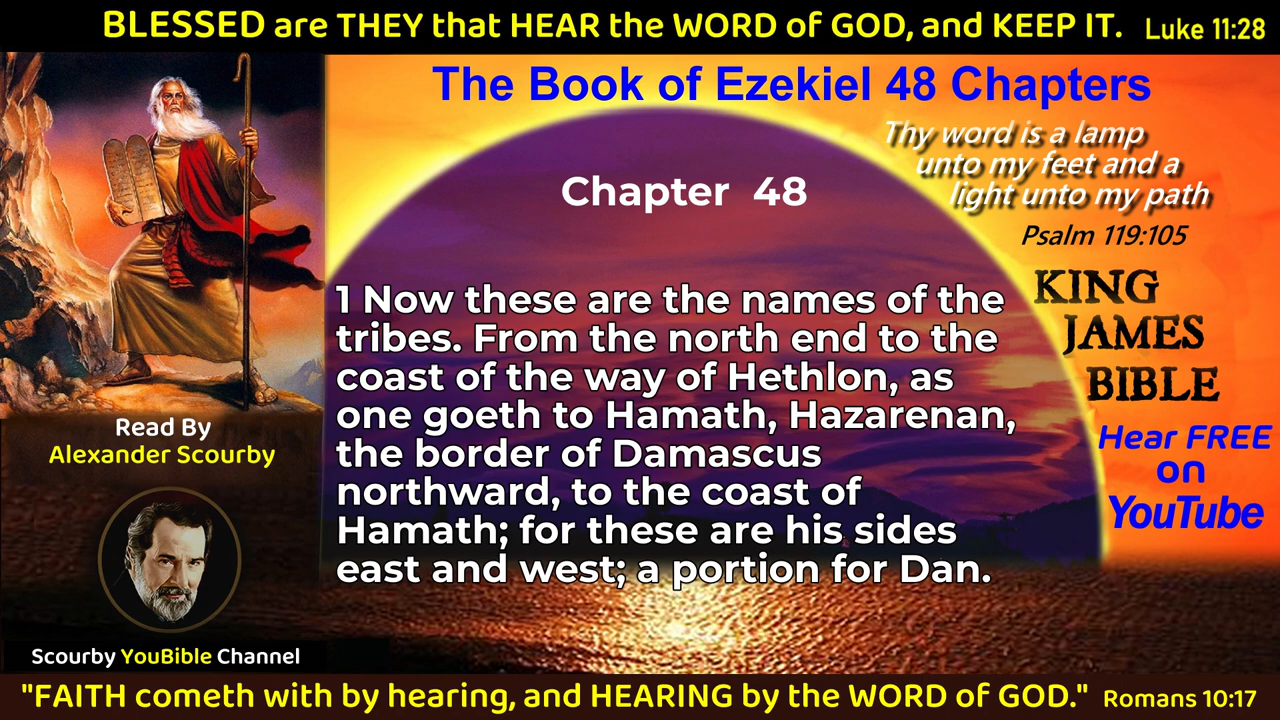 BLESSED are THEY that HEAR the WORD of GOD, and KEEP IT. Luke 11:28
The Book of Ezekiel 48 Chapters
Thy word is a lamp
unto my feet and a
light unto my path
Psalm 119:105
Chapter 48
KING
JAMES
BIBLE
1 Now these are the names of the
tribes. From the north end to the
coast of the way of Hethlon, as
one goeth to Hamath, Hazarenan,
the border of Damascus
northward, to the coast of
Hamath; for these are his sides
east and west; a portion for Dan.
Hear FREE
on
YouTube
Read By
Alexander Scourby
Scourby YouBible Channel
"FAITH cometh with by hearing, and HEARING by the WORD of GOD." Romans 10:17